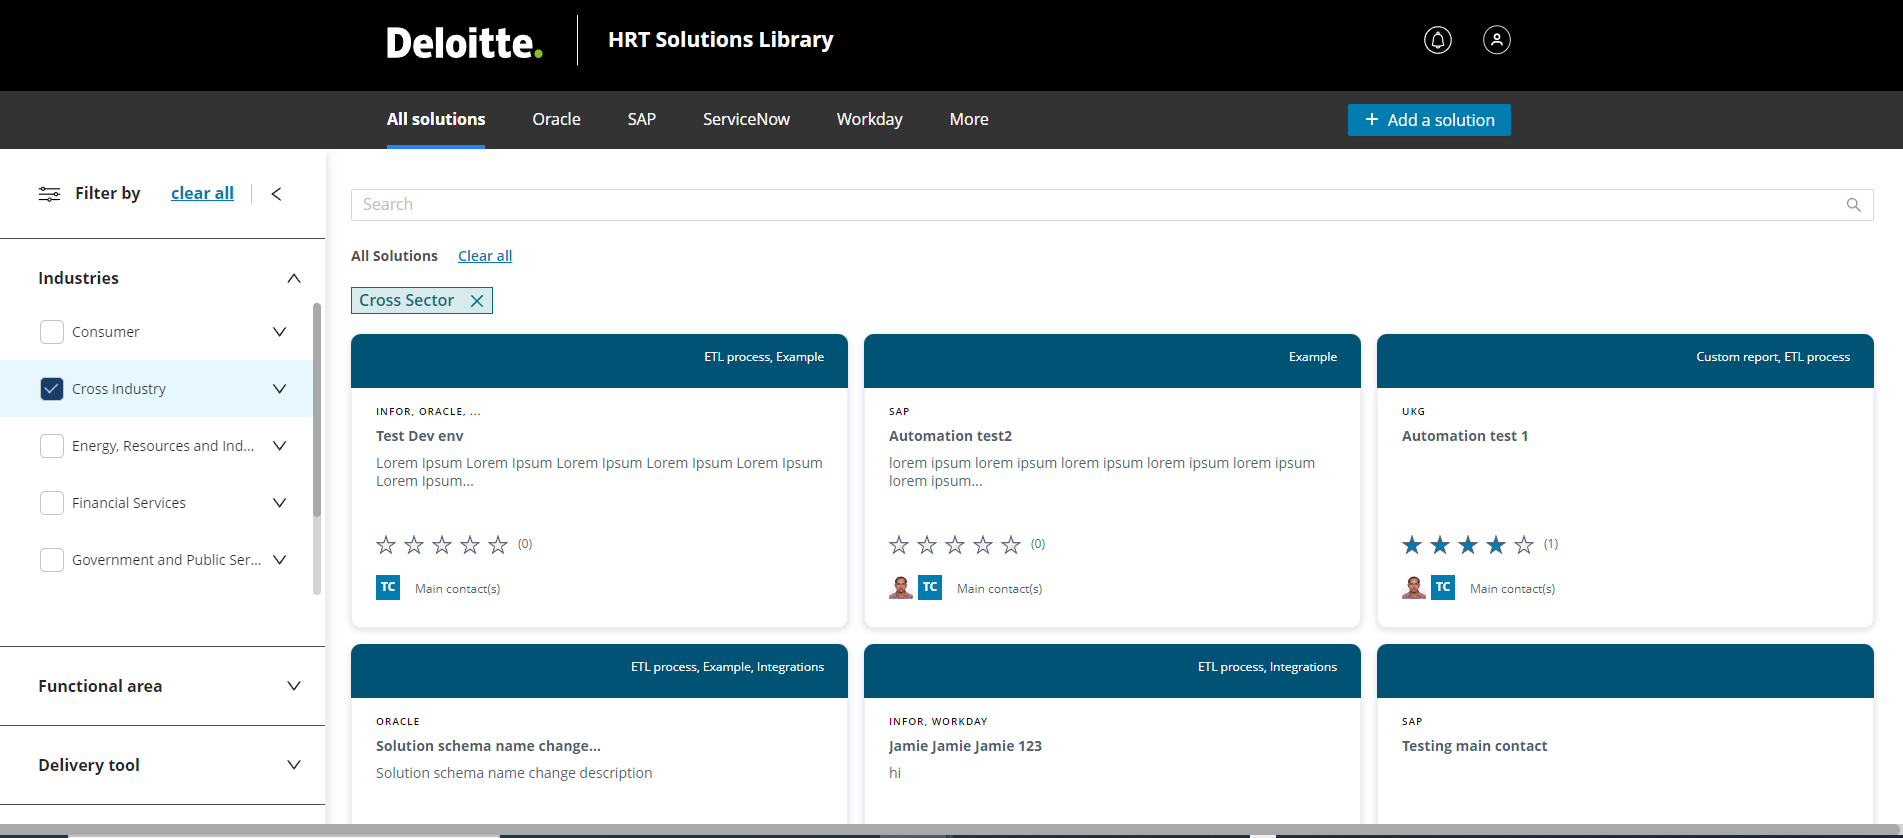 Deloitte.
HRT Solutions Library
All solutions
Oracle
SAP
ServiceNow
Workday
More
+ Add a solution
Filter by
clear all
Industries
Consumer
Cross Industry
Energy, Resources and Ind...
Financial Services
Government and Public Ser...
Functional area
Delivery tool
Search
All Solutions
Clear all
Cross Sector
ETL process, Example
INFOR, ORACLE, ...
Test Dev env
Lorem Ipsum Lorem Ipsum Lorem Ipsum Lorem Ipsum Lorem Ipsum
Lorem Ipsum...
(0)
TC
Main contact(s)
Example
SAP
Automation test2
lorem ipsum lorem ipsum lorem ipsum lorem ipsum lorem ipsum
lorem ipsum...
(0)
TC
Main contact(s)
Custom report, ETL process
UKG
Automation test 1
(1)
TC
Main contact(s)
ETL process, Example, Integrations
ORACLE
Solution schema name change...
Solution schema name change description
ETL process, Integrations
INFOR, WORKDAY
Jamie Jamie Jamie 123
hi
SAP
Testing main contact